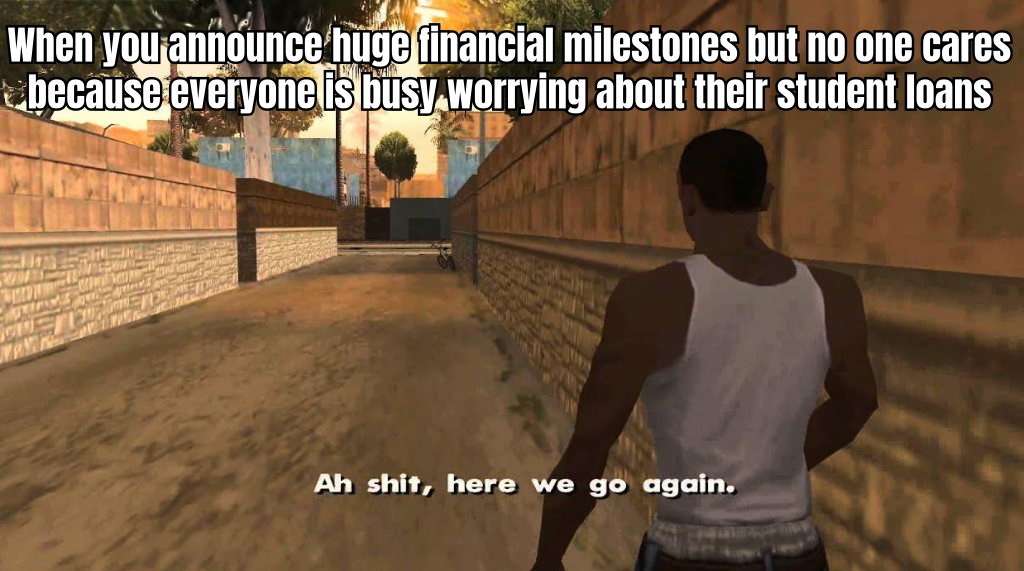 When you announce huge financial milestones but no one cares
because everyone is busy worrying about their student loans
Ah shit, here we go again.